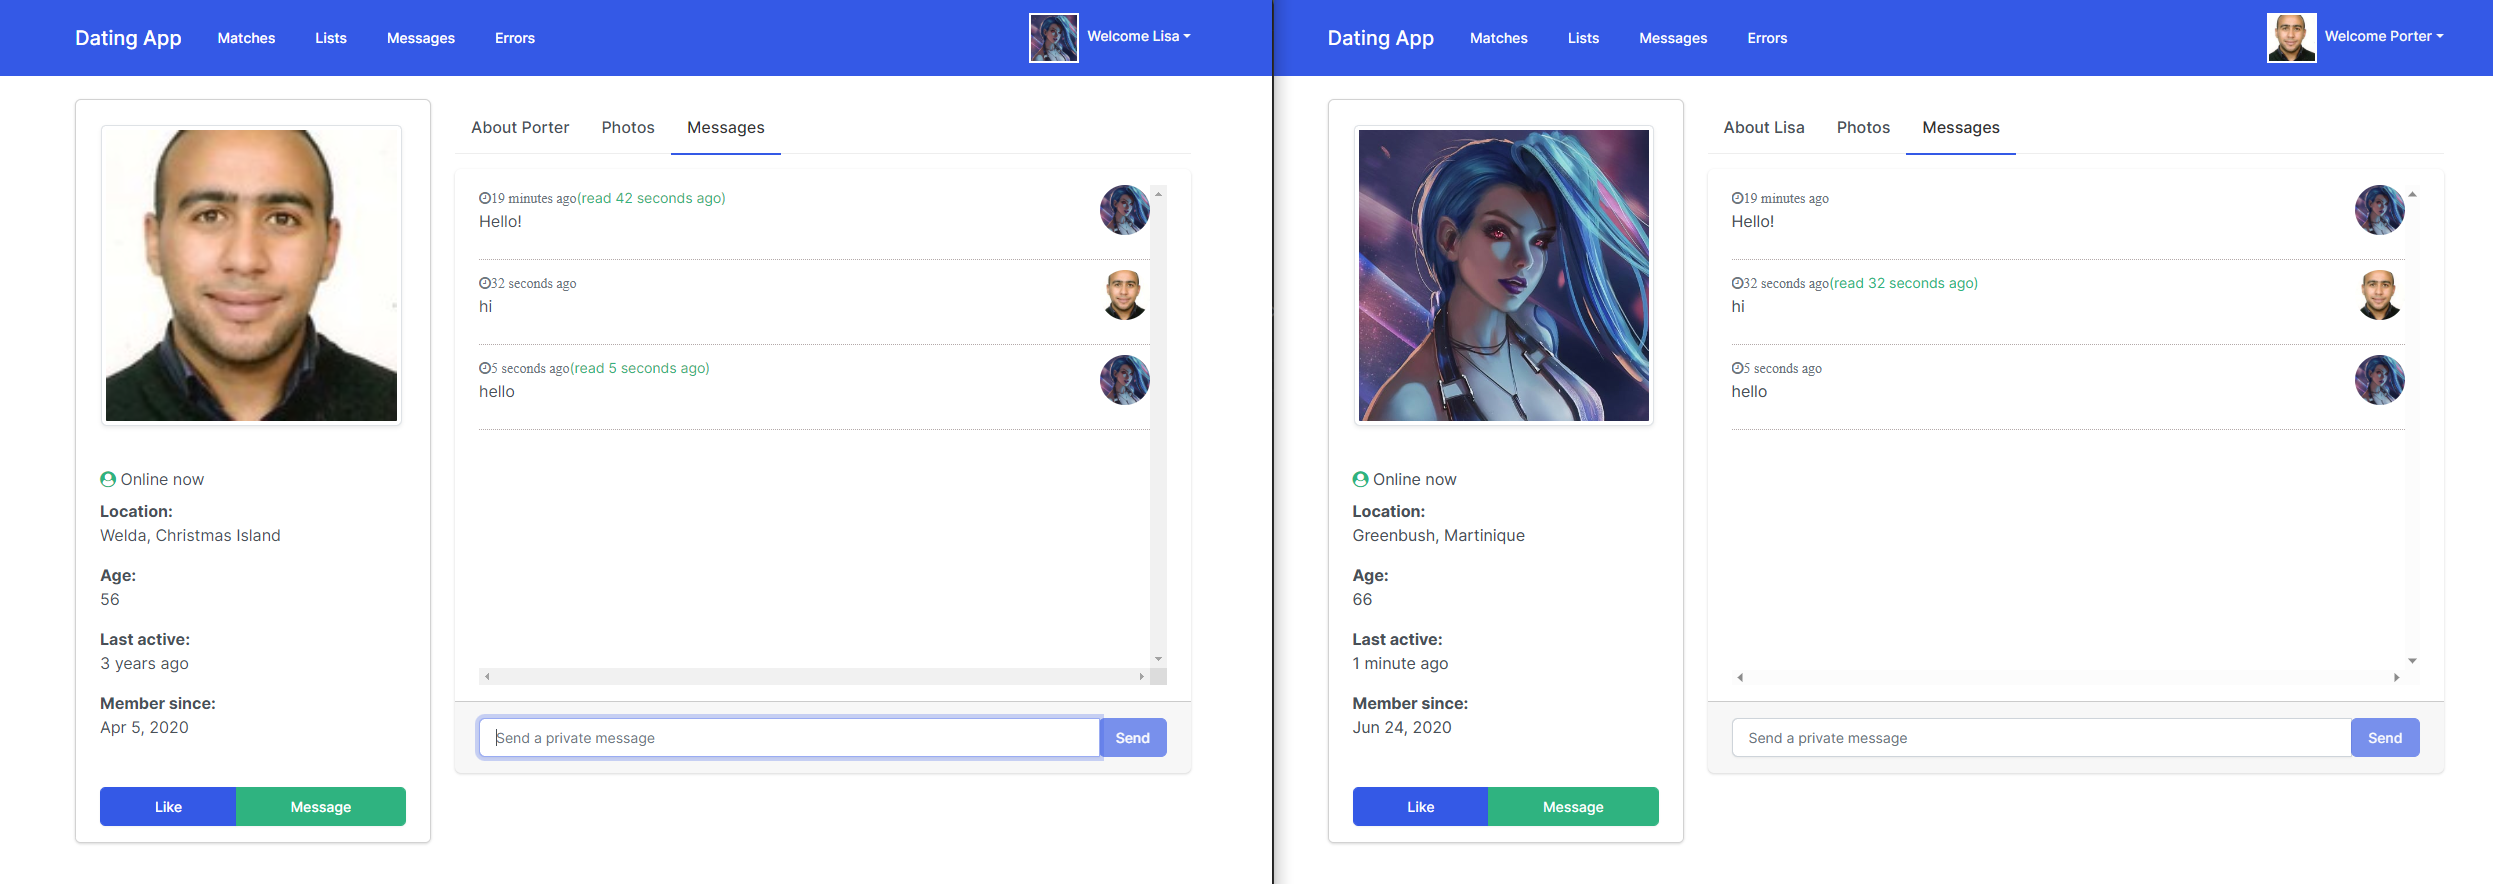 Dating App Matches Lists Messages Errors Welcome Lisa
About Porter Photos Messages
19 minutes ago(read 42 seconds ago)
Hello!
32 seconds ago
hi
5 seconds ago(read 5 seconds ago)
hello
Online now
Location:
Welda, Christmas Island
Age:
56
Last active:
3 years ago
Member since:
Apr 5, 2020
Send a private message Send
Like Message
Dating App Matches Lists Messages Errors Welcome Porter
About Lisa Photos Messages
19 minutes ago
Hello!
32 seconds ago(read 32 seconds ago)
hi
5 seconds ago
hello
Online now
Location:
Greenbush, Martinique
Age:
66
Last active:
1 minute ago
Member since:
Jun 24, 2020
Send a private message Send
Like Message